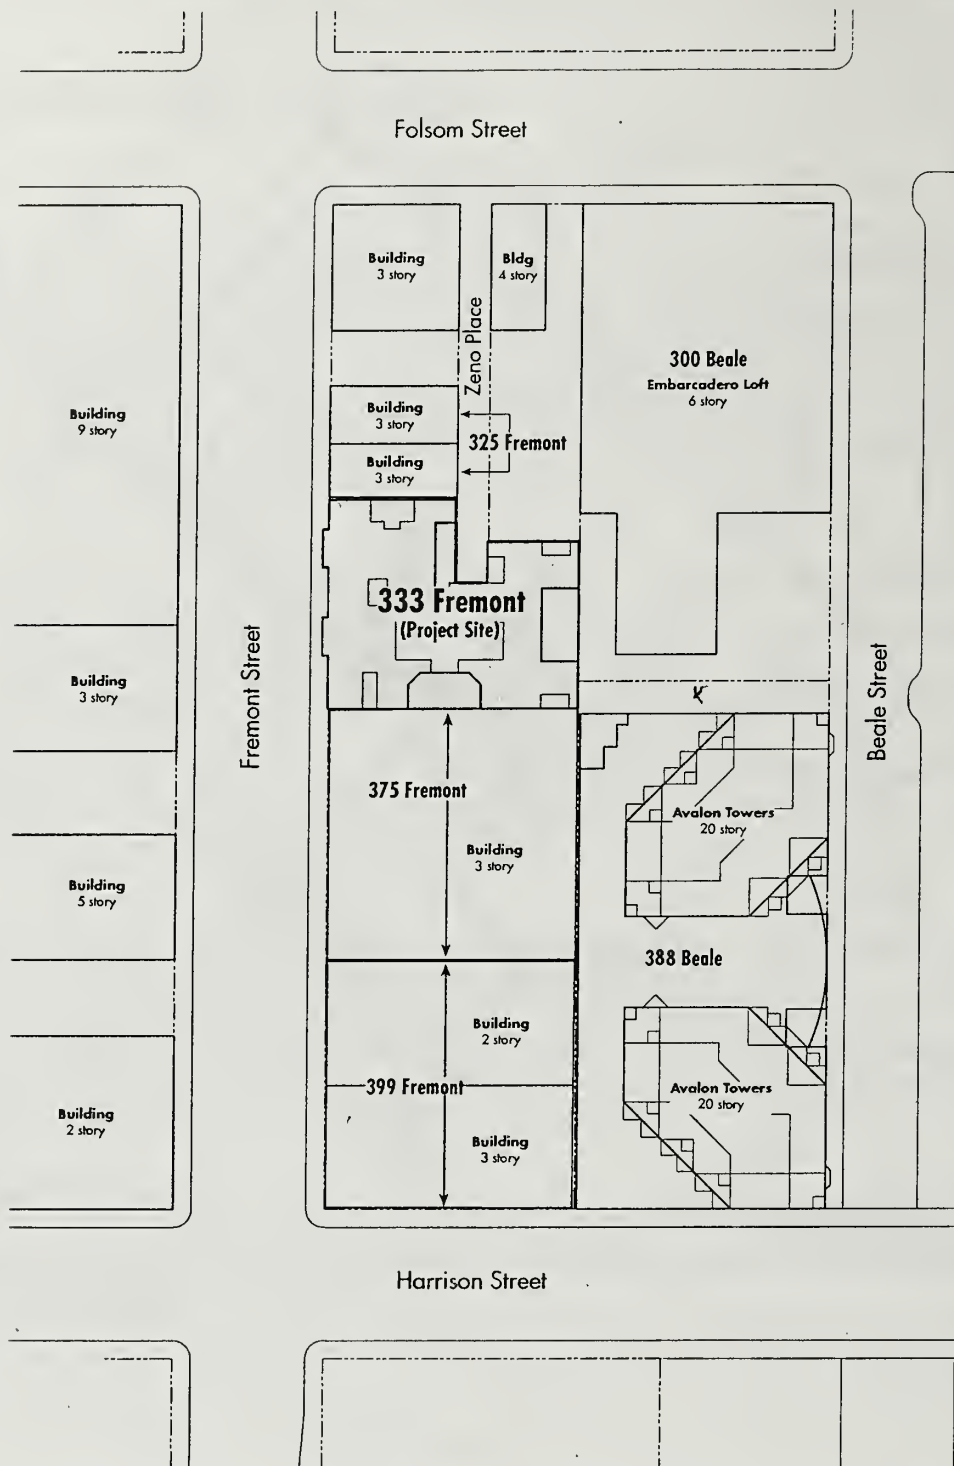 Folsom Street
Building
3 story
Bldg
4 story
Zeno Place
300 Beale
Embarcadero Loft
6 story
Building
9 story
Building
3 story
325 Fremont
Building
3 story
333 Fremont
(Project Site)
Fremont Street
Building
3 story
K
Beale Street
375 Fremont
Avalon Towers
20 story
Building
3 story
Building
5 story
388 Beale
Building
2 story
399 Fremont
Avalon Towers
20 story
Building
2 story
Building
3 story
Harrison Street